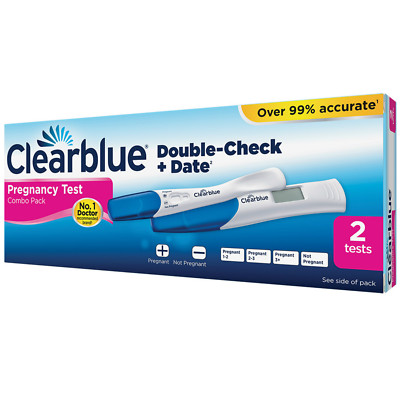 Over 99% accurate¹
Clearblue®
Double-Check
+ Date²
Pregnancy Test
Combo Pack
No.1
Doctor
recommended
brand³
Clearblue
+
Pregnant
-
Not Pregnant
Pregnant
1-2
Pregnant
2-3
Pregnant
3+
Not
Pregnant
2
tests
See side of pack